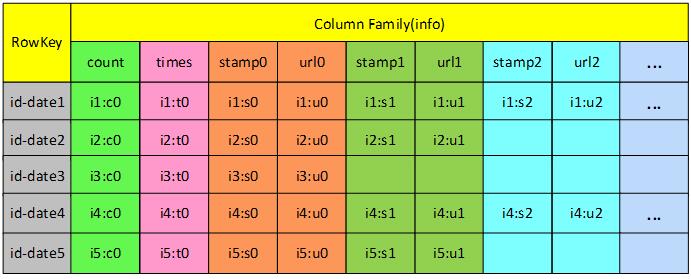 RowKey Column Family(info)
count times stamp0 url0 stamp1 url1 stamp2 url2 ...
id-date1 i1:c0 i1:t0 i1:s0 i1:u0 i1:s1 i1:u1 i1:s2 i1:u2 ...
id-date2 i2:c0 i2:t0 i2:s0 i2:u0 i2:s1 i2:u1
id-date3 i3:c0 i3:t0 i3:s0 i3:u0
id-date4 i4:c0 i4:t0 i4:s0 i4:u0 i4:s1 i4:u1 i4:s2 i4:u2 ...
id-date5 i5:c0 i5:t0 i5:s0 i5:u0 i5:s1 i5:u1